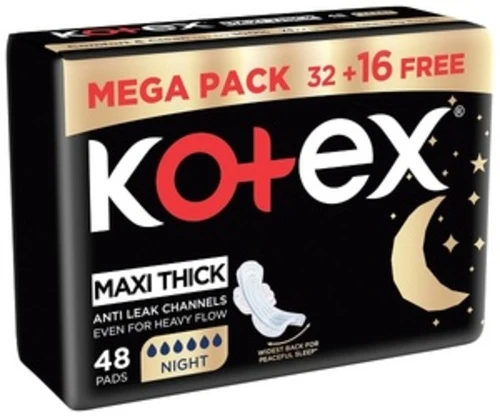 MEGA PACK 32 +16 FREE
KOTEX®
MAXI THICK
ANTI LEAK CHANNELS
EVEN FOR HEAVY FLOW
48
PADS
NIGHT
WIDEST BACK FOR
PEACEFUL SLEEP*